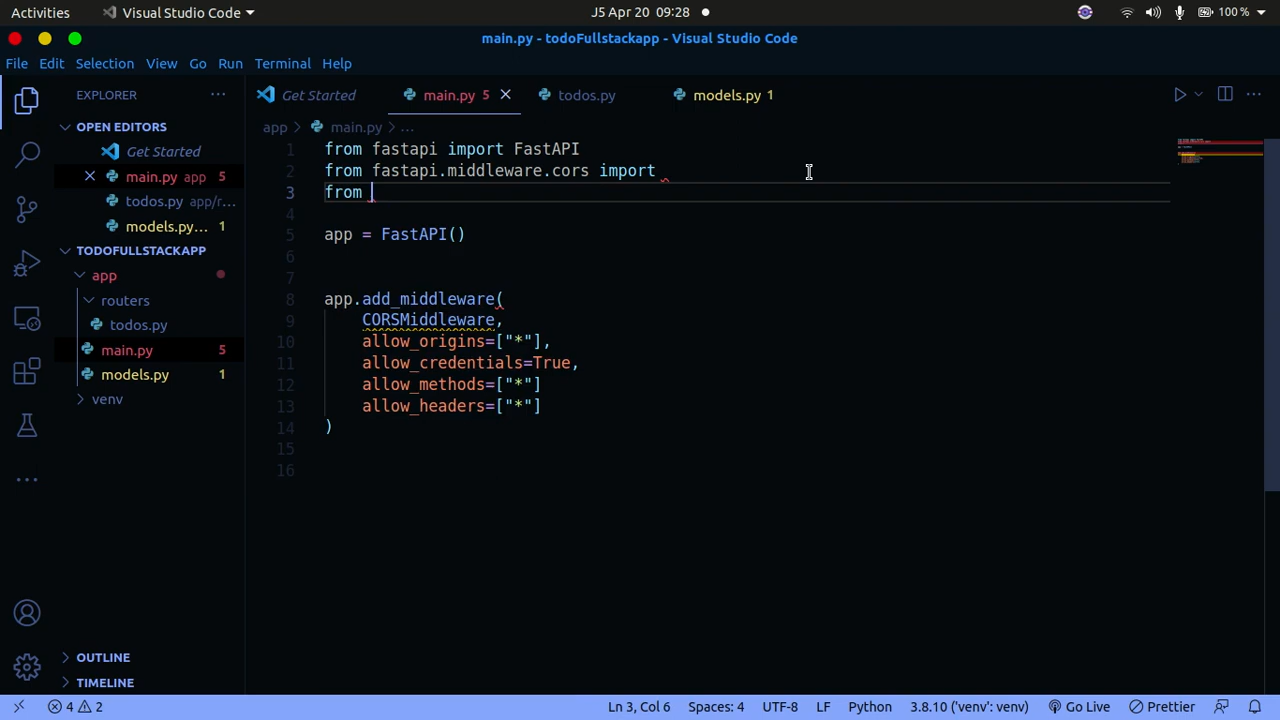 Activities
Visual Studio Code
J5 Apr 20 09:28
100 %
main.py - todoFullstackapp - Visual Studio Code
File Edit Selection View Go Run Terminal Help
EXPLORER
OPEN EDITORS
Get Started
main.py app 5
todos.py app/r...
models.py... 1
TODOFULLSTACKAPP
app
routers
todos.py
main.py 5
models.py 1
venv
OUTLINE
TIMELINE
Get Started
main.py 5
todos.py
models.py 1
app > main.py > ...
1 from fastapi import FastAPI
2 from fastapi.middleware.cors import
3 from
4
5 app = FastAPI()
6
7
8 app.add_middleware(
9 CORSMiddleware,
10 allow_origins=["*"],
11 allow_credentials=True,
12 allow_methods=["*"]
13 allow_headers=["*"]
14 )
15
16
4 2
Ln 3, Col 6
Spaces: 4
UTF-8
LF
Python
3.8.10 ('venv': venv)
Go Live
Prettier